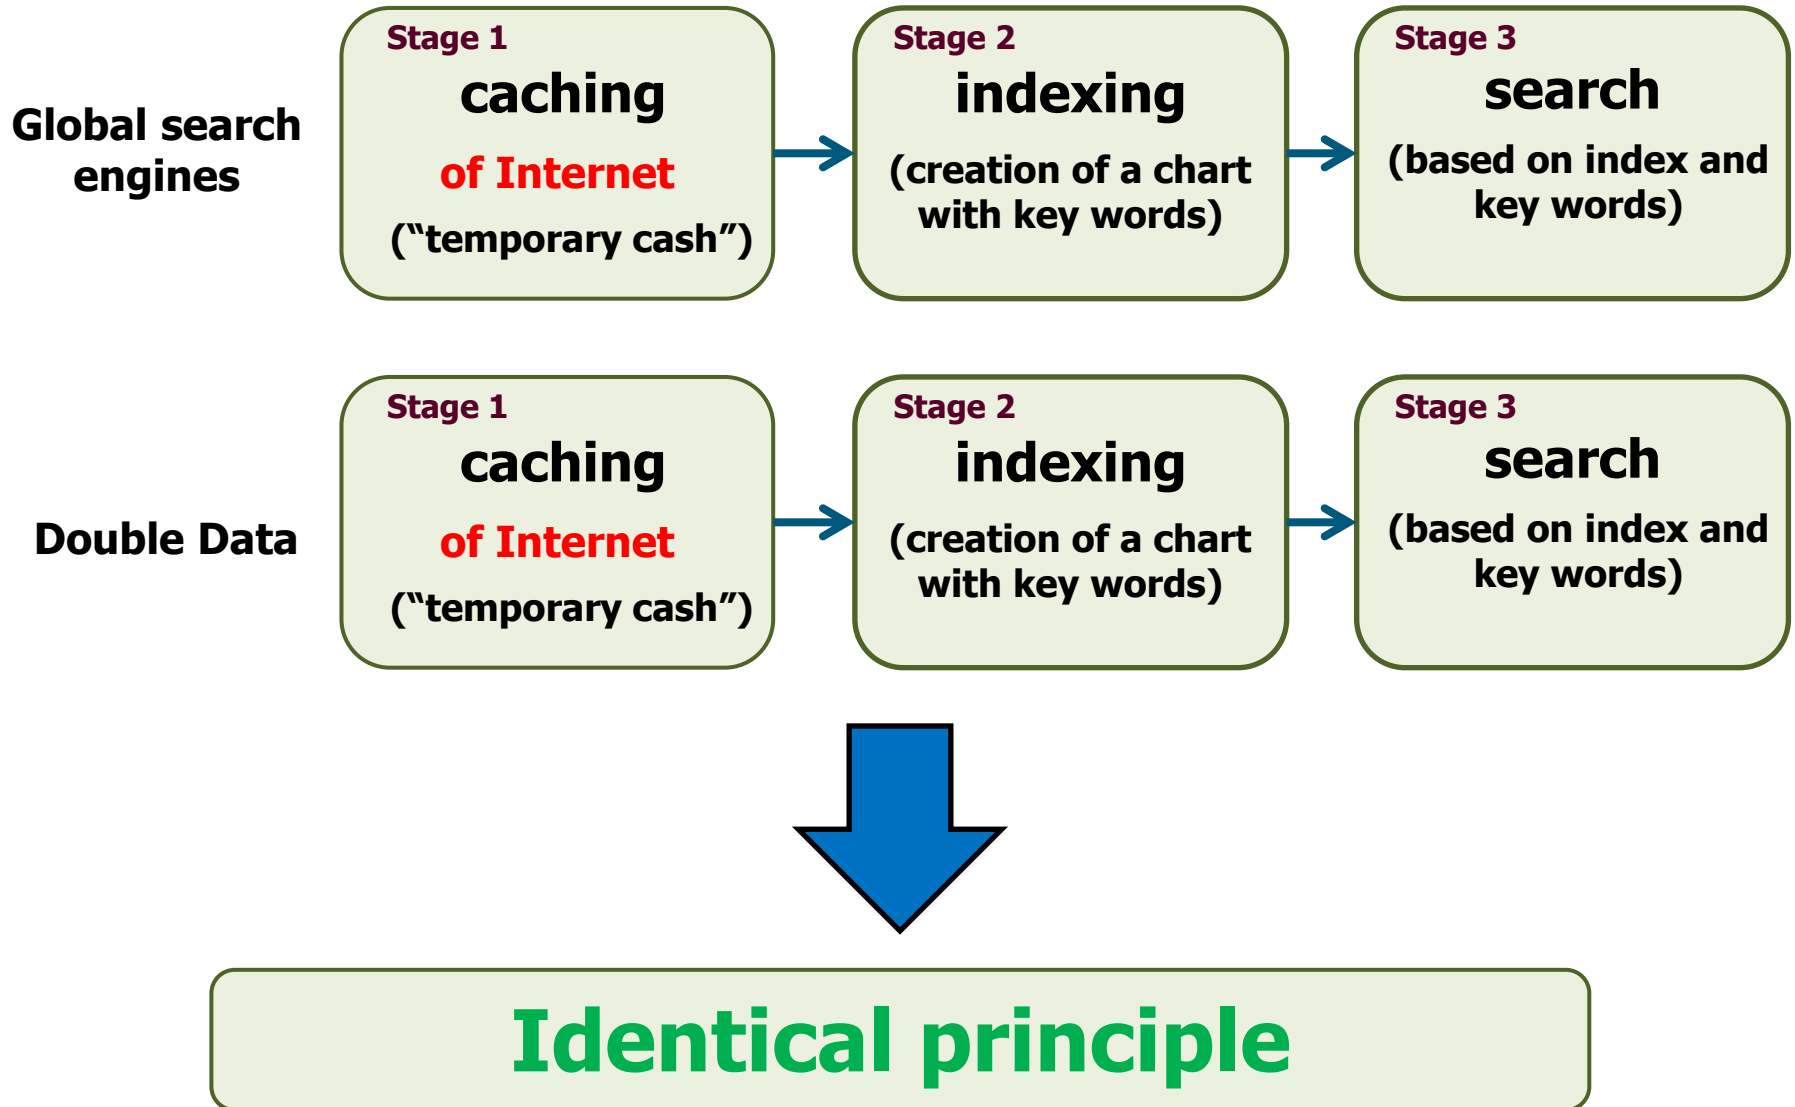 Global search
engines
Stage 1
caching
of Internet
(“temporary cash”)
Stage 2
indexing
(creation of a chart
with key words)
Stage 3
search
(based on index and
key words)
Double Data
Stage 1
caching
of Internet
(“temporary cash”)
Stage 2
indexing
(creation of a chart
with key words)
Stage 3
search
(based on index and
key words)
Identical principle